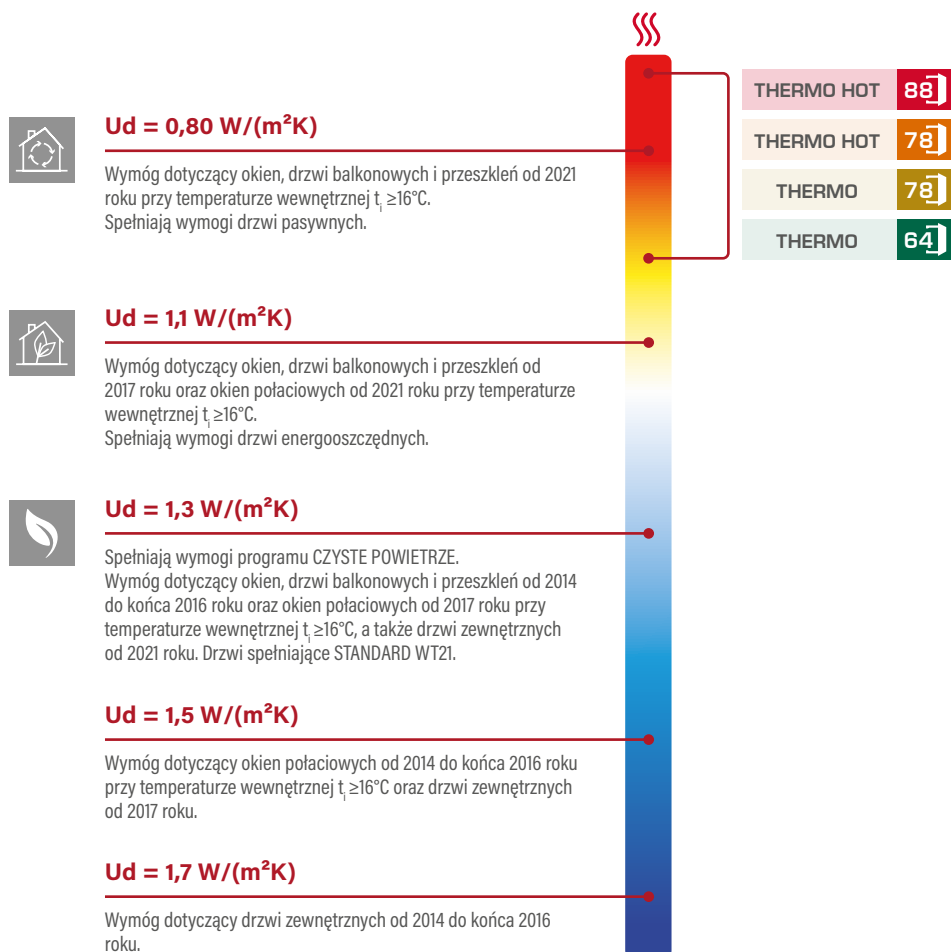 THERMO HOT 88
THERMO HOT 78
THERMO 78
THERMO 64
Ud = 0,80 W/(m²K)
Wymóg dotyczący okien, drzwi balkonowych i przeszkleń od 2021
roku przy temperaturze wewnętrznej tᵢ ≥16°C.
Spełniają wymogi drzwi pasywnych.
Ud = 1,1 W/(m²K)
Wymóg dotyczący okien, drzwi balkonowych i przeszkleń od
2017 roku oraz okien połaciowych od 2021 roku przy temperaturze
wewnętrznej tᵢ ≥16°C.
Spełniają wymogi drzwi energooszczędnych.
Ud = 1,3 W/(m²K)
Spełniają wymogi programu CZYSTE POWIETRZE.
Wymóg dotyczący okien, drzwi balkonowych i przeszkleń od 2014
do końca 2016 roku oraz okien połaciowych od 2017 roku przy
temperaturze wewnętrznej tᵢ ≥16°C, a także drzwi zewnętrznych
od 2021 roku. Drzwi spełniające STANDARD WT21.
Ud = 1,5 W/(m²K)
Wymóg dotyczący okien połaciowych od 2014 do końca 2016 roku
przy temperaturze wewnętrznej tᵢ ≥16°C oraz drzwi zewnętrznych
od 2017 roku.
Ud = 1,7 W/(m²K)
Wymóg dotyczący drzwi zewnętrznych od 2014 do końca 2016
roku.